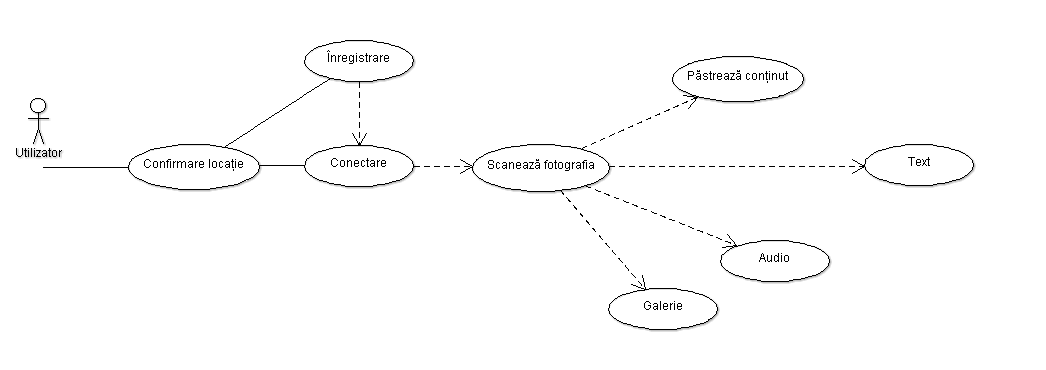 Înregistrare
Păstrează conținut
Utilizator
Confirmare locație
Conectare
Scanează fotografia
Text
Audio
Galerie